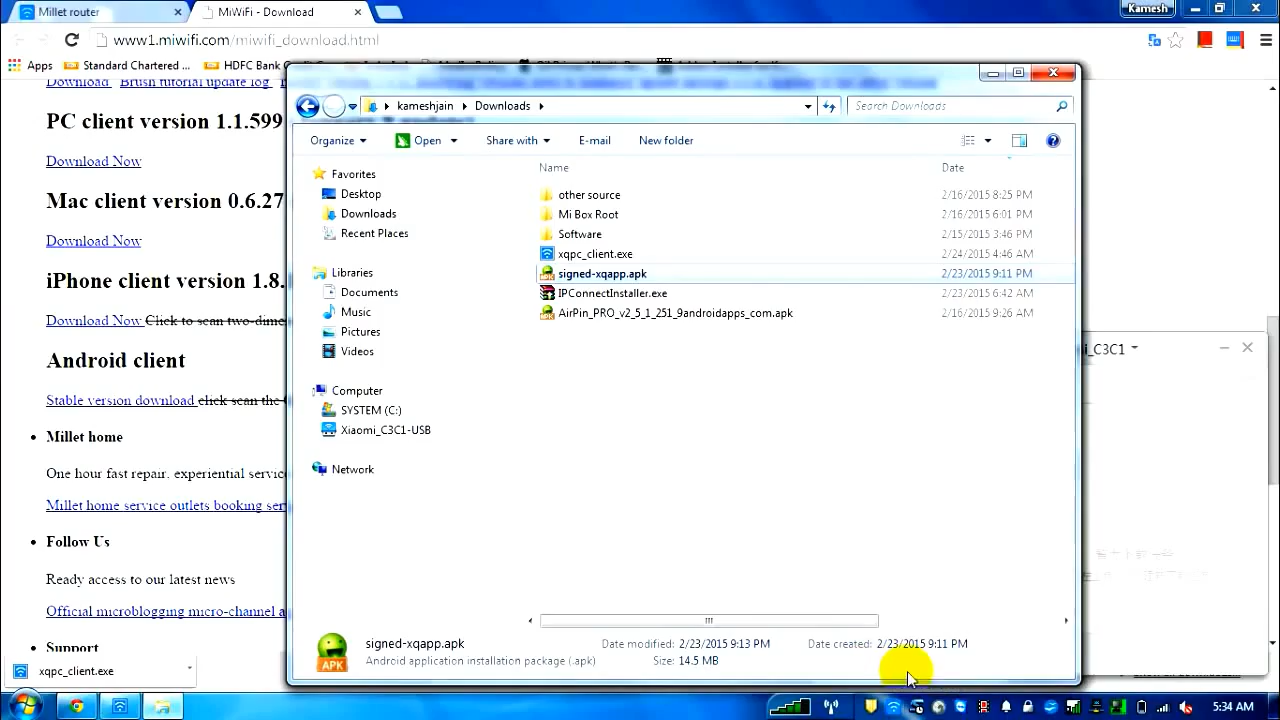 Millet router
MiWiFi - Download
Kamesh
www1.miwifi.com/miwifi_download.html
Apps
Standard Chartered ...
HDFC Bank
Download
Brush tutorial update log
PC client version 1.1.599
Download Now
Mac client version 0.6.27
Download Now
iPhone client version 1.8.
Download Now Click to scan two-dime
Android client
Stable version download click scan the
Millet home
One hour fast repair, experiential service
Millet home service outlets booking ser
Follow Us
Ready access to our latest news
Official microblogging micro-channel a
Support
xqpc_client.exe
kameshjain
Downloads
Search Downloads
Organize
Open
Share with
E-mail
New folder
Favorites
Desktop
Downloads
Recent Places
Libraries
Documents
Music
Pictures
Videos
Computer
SYSTEM (C:)
Xiaomi_C3C1-USB
Network
Name
Date
other source
2/16/2015 8:25 PM
Mi Box Root
2/16/2015 6:01 PM
Software
2/15/2015 3:46 PM
xqpc_client.exe
2/24/2015 4:46 AM
signed-xqapp.apk
2/23/2015 9:11 PM
IPConnectInstaller.exe
2/23/2015 6:42 AM
AirPin_PRO_v2_5_1_251_9androidapps_com.apk
2/16/2015 9:26 AM
signed-xqapp.apk
Date modified: 2/23/2015 9:13 PM
Date created: 2/23/2015 9:11 PM
Android application installation package (.apk)
Size: 14.5 MB
APK
i_C3C1
5:34 AM